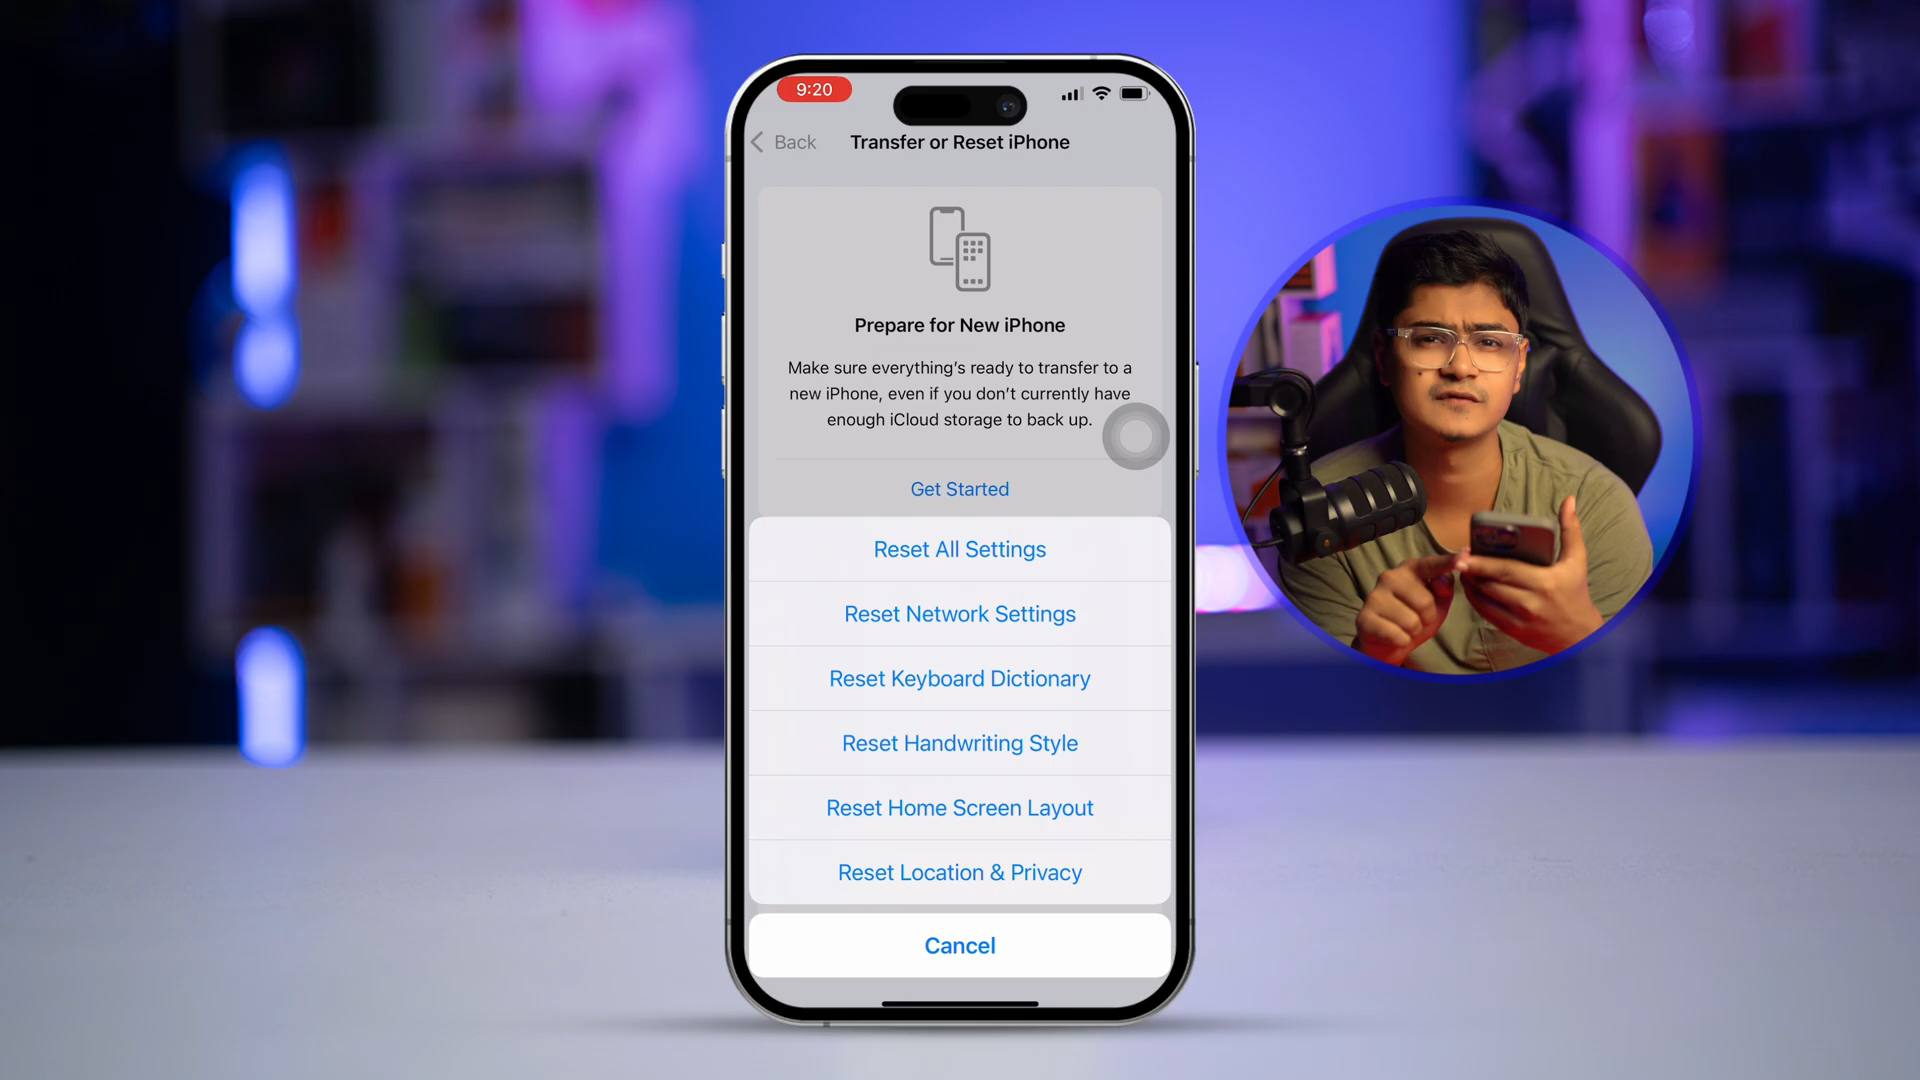 9:20
Back
Transfer or Reset iPhone
Prepare for New iPhone
Make sure everything’s ready to transfer to a
new iPhone, even if you don’t currently have
enough iCloud storage to back up.
Get Started
Reset All Settings
Reset Network Settings
Reset Keyboard Dictionary
Reset Handwriting Style
Reset Home Screen Layout
Reset Location & Privacy
Cancel